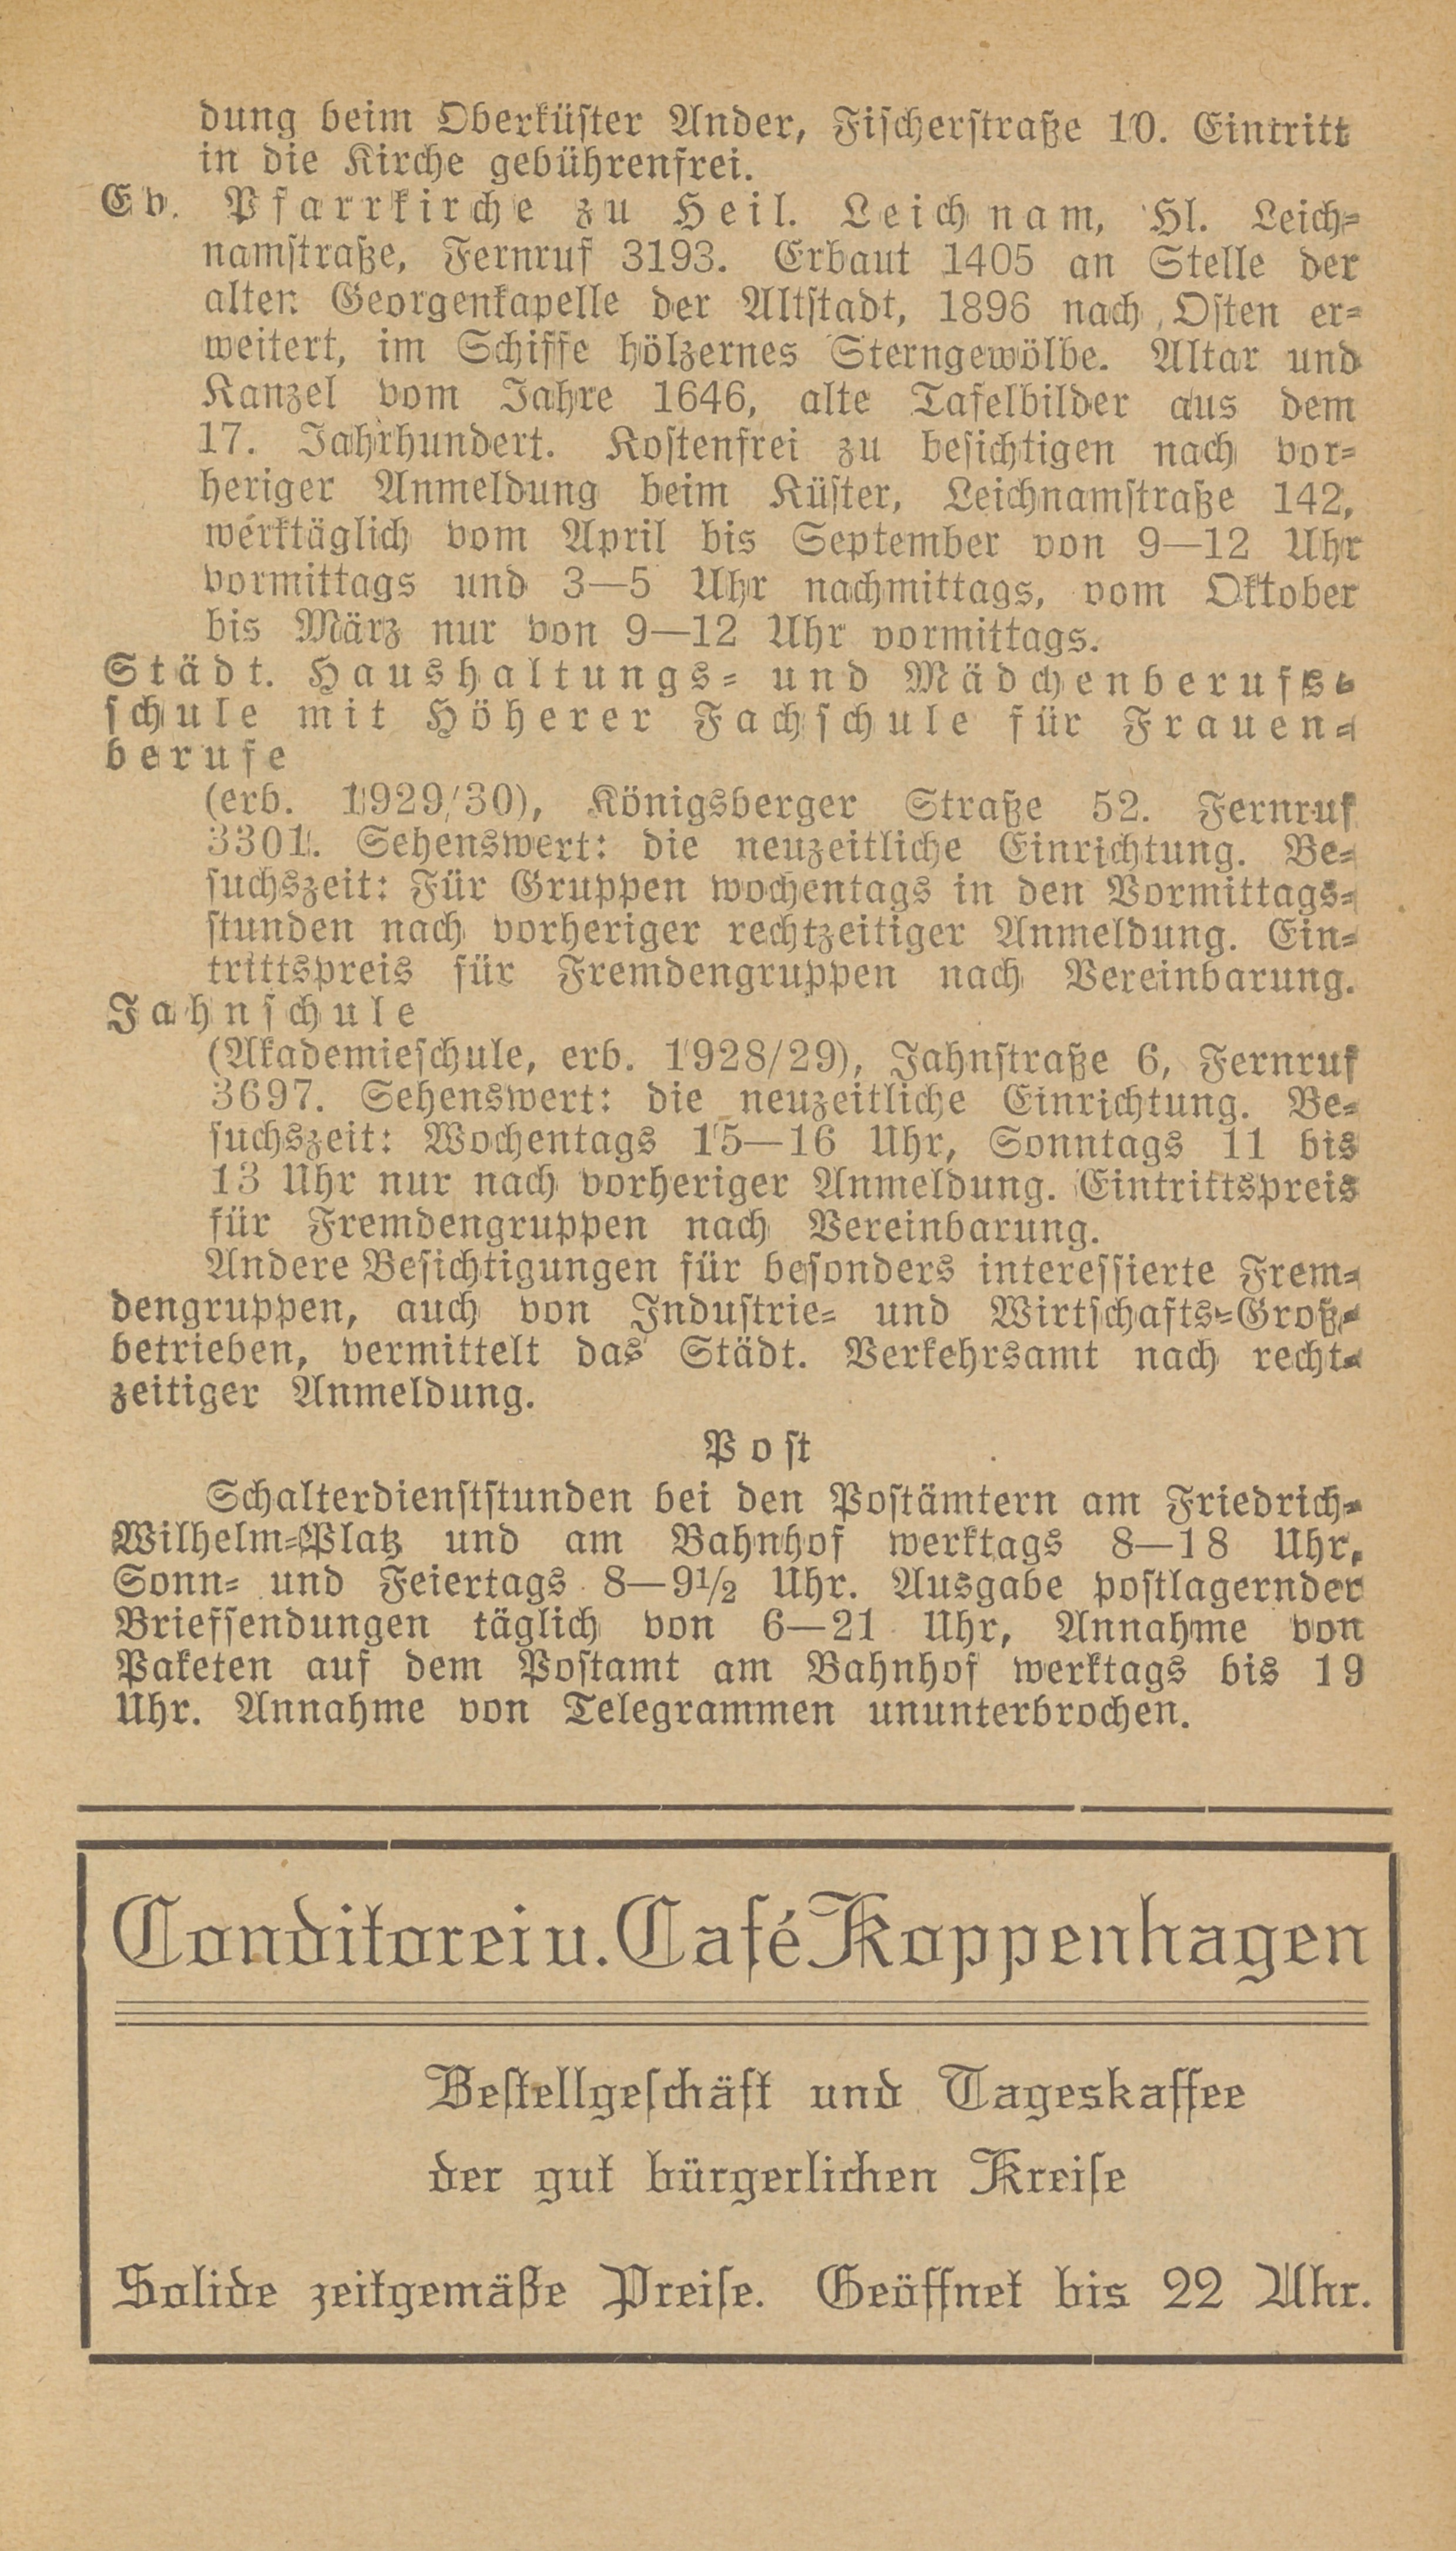 dung beim Oberküster Ander, Fischerstraße 10. Eintritt
in die Kirche gebührenfrei.
Ev. Pfarrkirche zu Heil. Leichnam, Hl. Leich-
namstraße, Fernruf 3193. Erbaut 1405 an Stelle der
alten Georgenkapelle der Altstadt, 1896 nach Osten er-
weitert, im Schiffe hölzernes Sterngewölbe. Altar und
Kanzel vom Jahre 1646, alte Tafelbilder aus dem
17. Jahrhundert. Kostenfrei zu besichtigen nach vor-
heriger Anmeldung beim Küster, Leichnamstraße 142,
werktäglich vom April bis September von 9—12 Uhr
vormittags und 3—5 Uhr nachmittags, vom Oktober
bis März nur von 9—12 Uhr vormittags.
Städt. Haushaltungs- und Mädchenberufs-
schule mit Höherer Fachschule für Frauen-
berufe
(erb. 1929/30), Königsberger Straße 52. Fernruf
3301. Sehenswert: die neuzeitliche Einrichtung. Be-
suchszeit: Für Gruppen wochentags in den Vormittags-
stunden nach vorheriger rechtzeitiger Anmeldung. Ein-
trittspreis für Fremdengruppen nach Vereinbarung.
Jahnschule
(Akademieschule, erb. 1928/29), Jahnstraße 6, Fernruf
3697. Sehenswert: die neuzeitliche Einrichtung. Be-
suchszeit: Wochentags 15—16 Uhr, Sonntags 11 bis
13 Uhr nur nach vorheriger Anmeldung. Eintrittspreis
für Fremdengruppen nach Vereinbarung.
Andere Besichtigungen für besonders interessierte Frem-
dengruppen, auch von Industrie- und Wirtschafts-Groß-
betrieben, vermittelt das Städt. Verkehrsamt nach recht-
zeitiger Anmeldung.
Post
Schalterdienststunden bei den Postämtern am Friedrich-
Wilhelm-Platz und am Bahnhof werktags 8—18 Uhr,
Sonn- und Feiertags 8—9½ Uhr. Ausgabe postlagernder
Briefsendungen täglich von 6—21 Uhr, Annahme von
Paketen auf dem Postamt am Bahnhof werktags bis 19
Uhr. Annahme von Telegrammen ununterbrochen.
Conditorei u. Café Koppenhagen
Bestellgeschäft und Tageskaffee
der gut bürgerlichen Kreise
Solide zeitgemäße Preise. Geöffnet bis 22 Uhr.